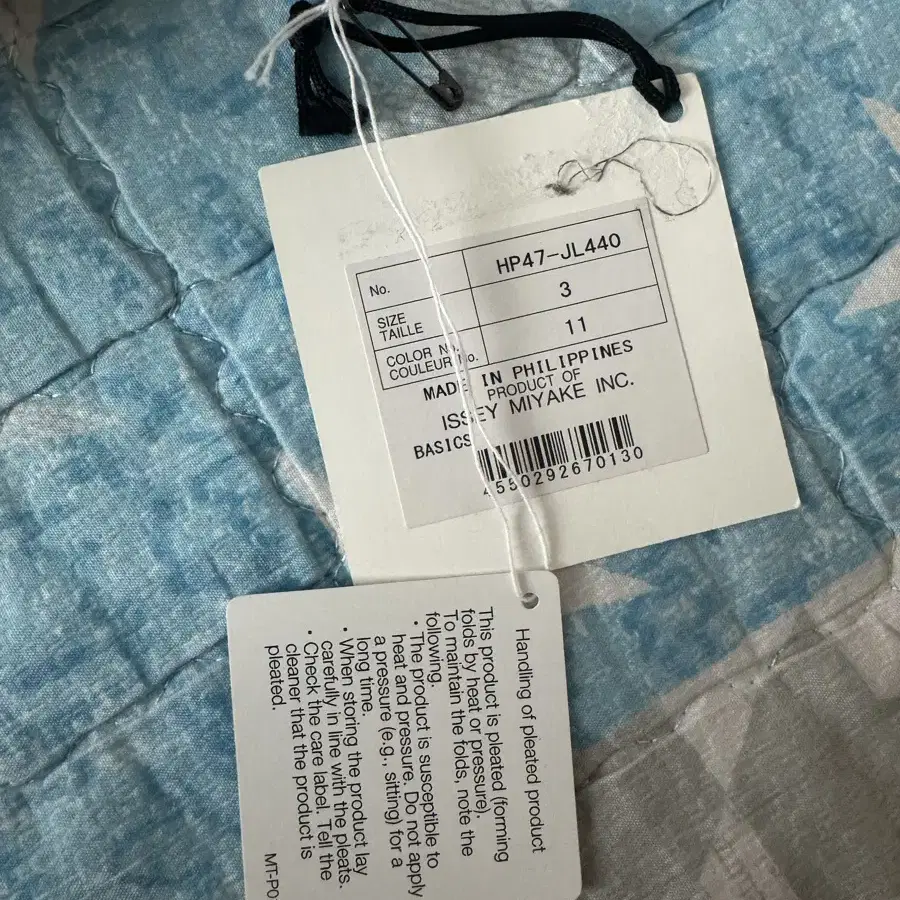 No. HP47-JL440
SIZE
TAILLE 3
COLOR No.
COULEUR No. 11
MADE IN PHILIPPINES
PRODUCT OF
ISSEY MIYAKE INC.
BASICS
4550292670130
Handling of pleated product
This product is pleated (forming
folds by heat or pressure).
To maintain the folds, note the
following.
• The product is susceptible to
heat and pressure. Do not apply
a pressure (e.g., sitting) for a
long time.
• When storing the product lay
carefully in line with the pleats.
• Check the care label. Tell the
cleaner that the product is
pleated.
MT-P0